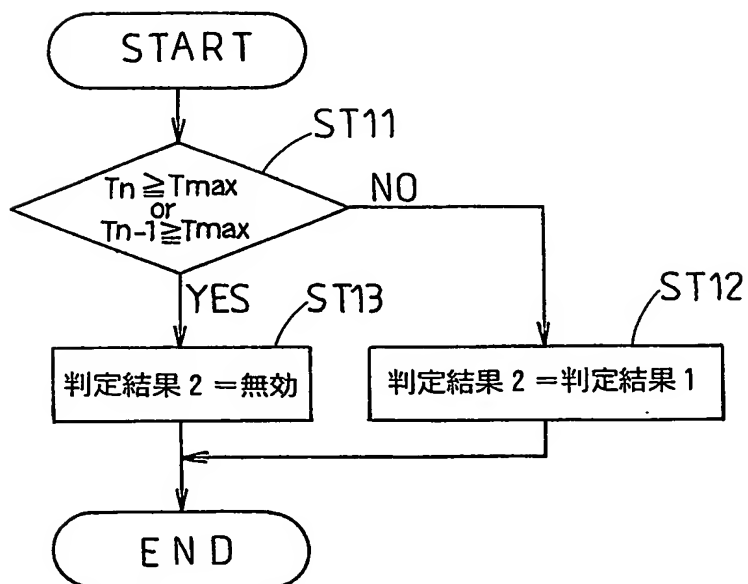 START
ST11
Tn≧Tmax
or
Tn-1≧Tmax
NO
YES
ST13
ST12
判定結果2＝無効
判定結果2＝判定結果1
END